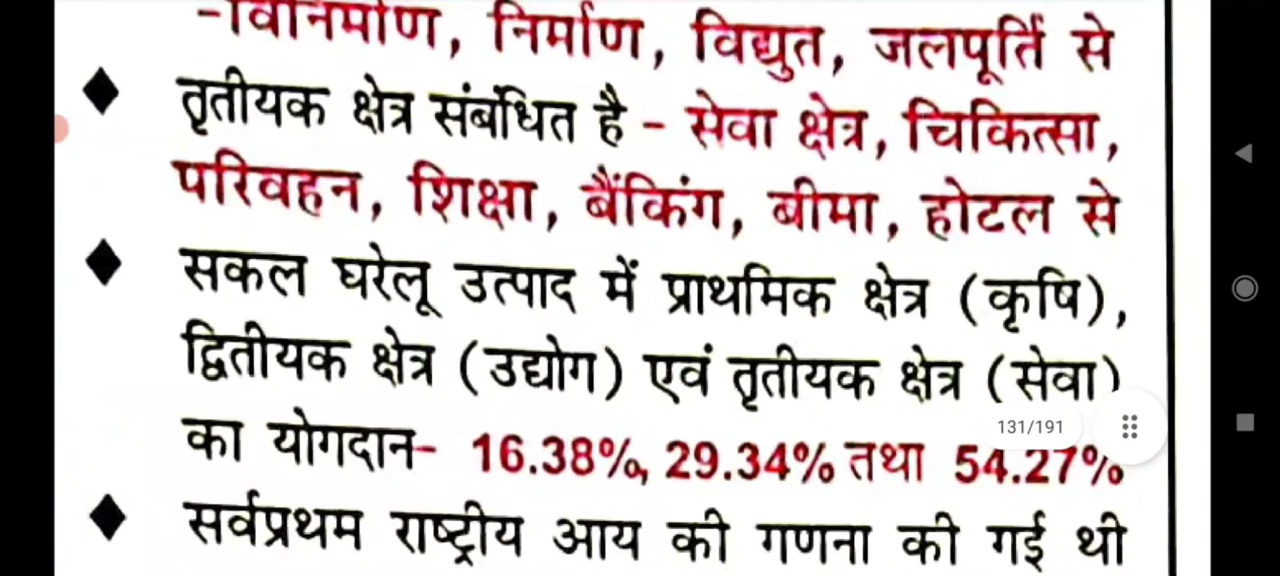 -विनिर्माण, निर्माण, विद्युत, जलपूर्ति से
♦ तृतीयक क्षेत्र संबंधित है - सेवा क्षेत्र, चिकित्सा,
परिवहन, शिक्षा, बैंकिंग, बीमा, होटल से
♦ सकल घरेलू उत्पाद में प्राथमिक क्षेत्र (कृषि),
द्वितीयक क्षेत्र (उद्योग) एवं तृतीयक क्षेत्र (सेवा)
का योगदान- 16.38%, 29.34% तथा 54.27%
131/191
♦ सर्वप्रथम राष्ट्रीय आय की गणना की गई थी